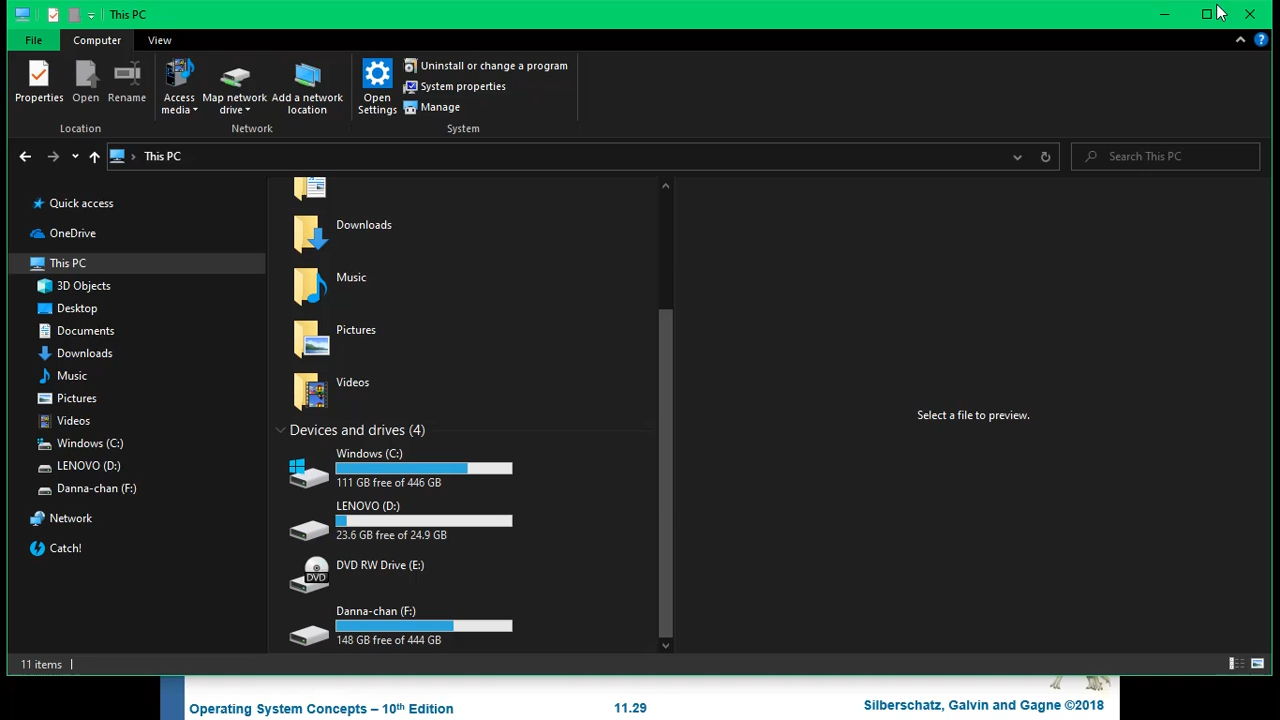 This PC
File
Computer
View
Properties
Open
Rename
Access media
Map network drive
Add a network location
Open Settings
Uninstall or change a program
System properties
Manage
Location
Network
System
This PC
Search This PC
Quick access
OneDrive
This PC
3D Objects
Desktop
Documents
Downloads
Music
Pictures
Videos
Windows (C:)
LENOVO (D:)
Danna-chan (F:)
Network
Catch!
Downloads
Music
Pictures
Videos
Devices and drives (4)
Windows (C:)
111 GB free of 446 GB
LENOVO (D:)
23.6 GB free of 24.9 GB
DVD
DVD RW Drive (E:)
Danna-chan (F:)
148 GB free of 444 GB
Select a file to preview.
11 items
Operating System Concepts – 10th Edition
11.29
Silberschatz, Galvin and Gagne ©2018